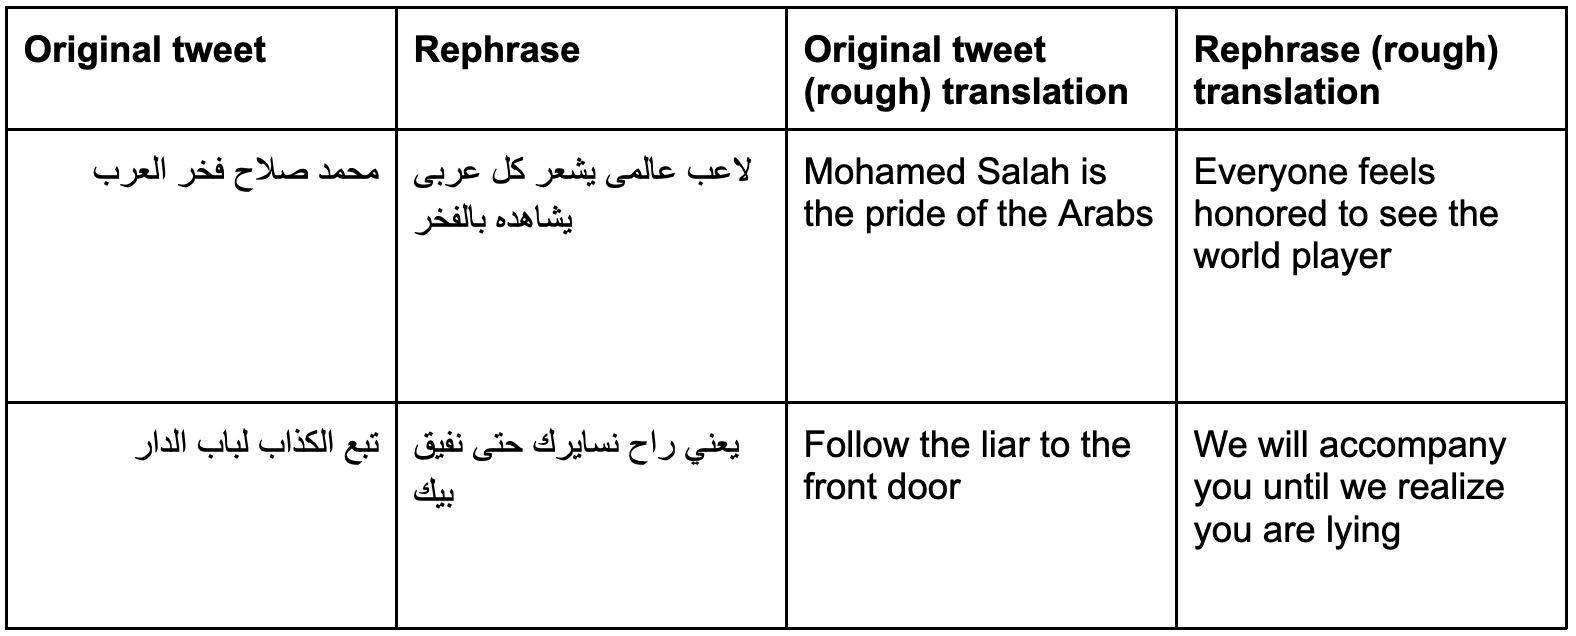 Original tweet
Rephrase
Original tweet
(rough) translation
Rephrase (rough)
translation
محمد صلاح فخر العرب
لاعب عالمى يشعر كل عربى
يشاهده بالفخر
Mohamed Salah is
the pride of the Arabs
Everyone feels
honored to see the
world player
تبع الكذاب لباب الدار
يعني راح نسايرك حتى نفيق
بيك
Follow the liar to the
front door
We will accompany
you until we realize
you are lying